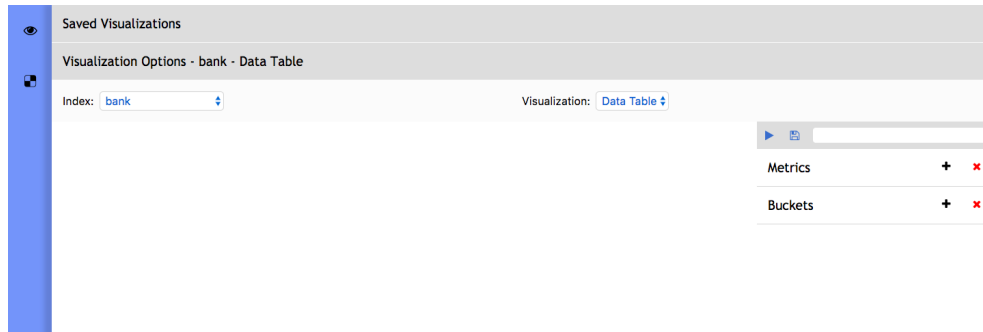 Saved Visualizations
Visualization Options - bank - Data Table
Index: bank Visualization: Data Table
Metrics
Buckets